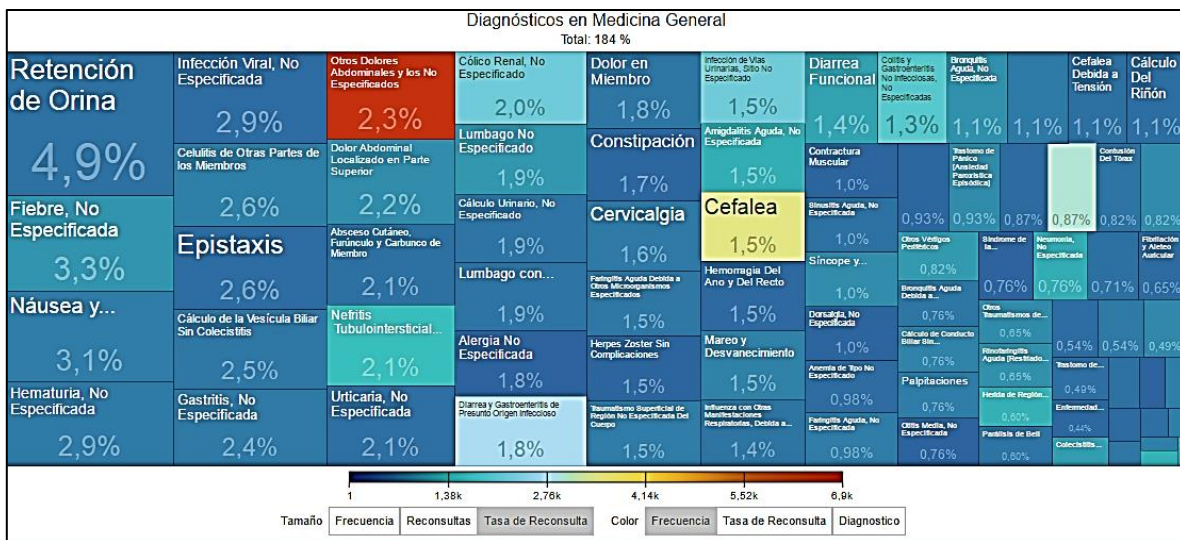 Diagnósticos en Medicina General
Total: 184 %
Retención
de Orina
4,9%
Fiebre, No
Especificada
3,3%
Náusea y...
3,1%
Hematuria, No
Especificada
2,9%
Infección Viral, No
Especificada
2,9%
Celulitis de Otras Partes de
los Miembros
2,6%
Epistaxis
2,6%
Cálculo de la Vesícula Biliar
Sin Colecistitis
2,5%
Gastritis, No
Especificada
2,4%
Otros Dolores
Abdominales y los No
Especificados
2,3%
Dolor Abdominal
Localizado en Parte
Superior
2,2%
Absceso Cutáneo,
Furúnculo y Carbunco de
Miembro
2,1%
Nefritis
Tubulointersticial...
2,1%
Urticaria, No
Especificada
2,1%
Cólico Renal, No
Especificado
2,0%
Lumbago No
Especificado
1,9%
Cálculo Urinario, No
Especificado
1,9%
Lumbago con...
1,9%
Alergia No
Especificada
1,8%
Diarrea y Gastroenteritis de
Presunto Origen Infeccioso
1,8%
Dolor en
Miembro
1,8%
Constipación
1,7%
Cervicalgia
1,6%
Faringitis Aguda Debida a
Otros Microorganismos
Especificados
1,5%
Herpes Zoster Sin
Complicaciones
1,5%
Traumatismo Superficial de
Región No Especificada Del
Cuerpo
1,5%
Infección de Vías
Urinarias, Sitio No
Especificado
1,5%
Amigdalitis Aguda, No
Especificada
1,5%
Cefalea
1,5%
Hemorragia Del
Ano y Del Recto
1,5%
Mareo y
Desvanecimiento
1,5%
Influenza con Otras
Manifestaciones
Respiratorias, Debida a...
1,4%
Diarrea
Funcional
1,4%
Colitis y
Gastroenteritis
No Infecciosas,
No
Especificadas
1,3%
Bronquitis
Aguda, No
Especificada
1,1%
1,1%
Cefalea
Debida a
Tensión
1,1%
Cálculo
Del
Riñón
1,1%
Contractura
Muscular
1,0%
Sinusitis Aguda, No
Especificada
1,0%
Síncope y...
1,0%
Dorsalgia, No
Especificada
1,0%
Anemia de Tipo No
Especificado
0,98%
Faringitis Aguda, No
Especificada
0,98%
0,93%
Trastorno de
Pánico
[Ansiedad
Paroxística
Episódica]
0,93%
0,87%
0,87%
Contusión
Del Tórax
0,82%
0,82%
Otros Vértigos
Periféricos
0,82%
Bronquitis Aguda
Debida a...
0,76%
Cálculo de Conducto
Biliar Sin...
0,76%
Palpitaciones
0,76%
Otitis Media, No
Especificada
0,76%
Síndrome de
la...
0,76%
Neumonía,
No
Especificada
0,76%
0,71%
Fibrilación
y Aleteo
Auricular
0,65%
Otros
Traumatismos de...
0,65%
Rinofaringitis
Aguda [Resfriado...
0,65%
Herida de Región...
0,60%
Parálisis de Bell
0,60%
0,54%
0,54%
0,49%
Trastorno de...
0,49%
Enfermedad...
0,44%
Colecistitis...
1
1,38k
2,76k
4,14k
5,52k
6,9k
Tamaño Frecuencia Reconsultas Tasa de Reconsulta Color Frecuencia Tasa de Reconsulta Diagnostico